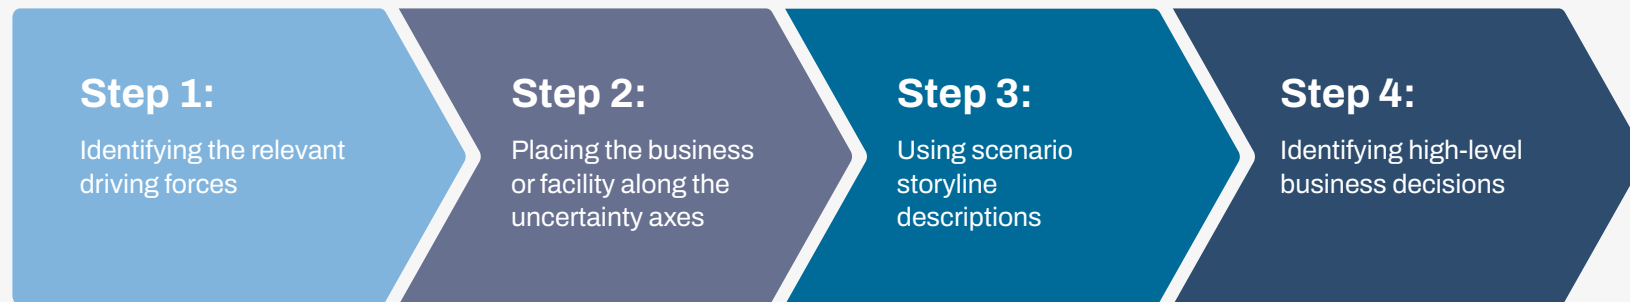 Step 1:
Identifying the relevant
driving forces
Step 2:
Placing the business
or facility along the
uncertainty axes
Step 3:
Using scenario
storyline
descriptions
Step 4:
Identifying high-level
business decisions